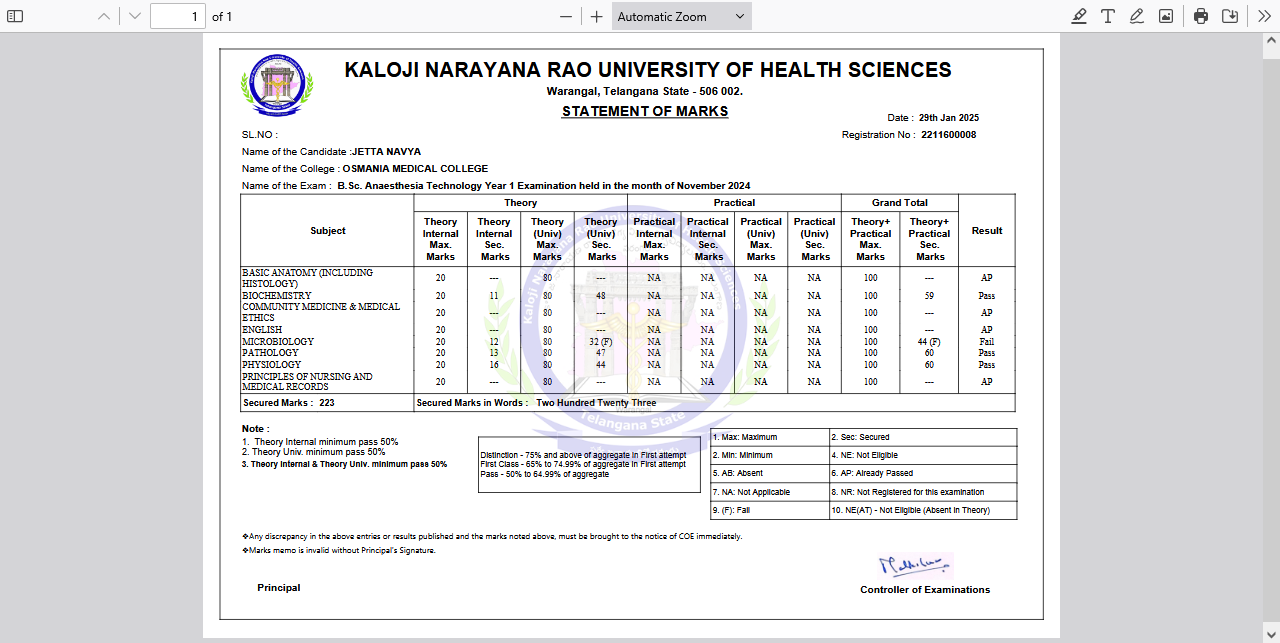 1 of 1 Automatic Zoom
KALOJI NARAYANA RAO UNIVERSITY OF HEALTH SCIENCES
Warangal, Telangana State - 506 002.
STATEMENT OF MARKS
Date : 29th Jan 2025
SL.NO : Registration No : 2211600008
Name of the Candidate :JETTA NAVYA
Name of the College : OSMANIA MEDICAL COLLEGE
Name of the Exam : B.Sc. Anaesthesia Technology Year 1 Examination held in the month of November 2024
Theory Practical Grand Total
Subject Theory Internal Max. Marks Theory Internal Sec. Marks Theory (Univ) Max. Marks Theory (Univ) Sec. Marks Practical Internal Max. Marks Practical Internal Sec. Marks Practical (Univ) Max. Marks Practical (Univ) Sec. Marks Theory+ Practical Max. Marks Theory+ Practical Sec. Marks Result
BASIC ANATOMY (INCLUDING
HISTOLOGY) 20 --- 80 --- NA NA NA NA 100 --- AP
BIOCHEMISTRY 20 11 80 48 NA NA NA NA 100 59 Pass
COMMUNITY MEDICINE & MEDICAL
ETHICS 20 --- 80 --- NA NA NA NA 100 --- AP
ENGLISH 20 --- 80 --- NA NA NA NA 100 --- AP
MICROBIOLOGY 20 12 80 32 (F) NA NA NA NA 100 44 (F) Fail
PATHOLOGY 20 13 80 47 NA NA NA NA 100 60 Pass
PHYSIOLOGY 20 16 80 44 NA NA NA NA 100 60 Pass
PRINCIPLES OF NURSING AND
MEDICAL RECORDS 20 --- 80 --- NA NA NA NA 100 --- AP
Secured Marks : 223 Secured Marks in Words : Two Hundred Twenty Three
Warangal
Telangana State
Note :
1. Theory Internal minimum pass 50%
2. Theory Univ. minimum pass 50%
3. Theory Internal & Theory Univ. minimum pass 50%
Distinction - 75% and above of aggregate in First attempt
First Class - 65% to 74.99% of aggregate in First attempt
Pass - 50% to 64.99% of aggregate
1. Max: Maximum 2. Sec: Secured
2. Min: Minimum 4. NE: Not Eligible
5. AB: Absent 6. AP: Already Passed
7. NA: Not Applicable 8. NR: Not Registered for this examination
9. (F): Fail 10. NE(AT) - Not Eligible (Absent in Theory)
❖Any discrepancy in the above entries or results published and the marks noted above, must be brought to the notice of COE immediately.
❖Marks memo is invalid without Principal's Signature.
Principal Controller of Examinations